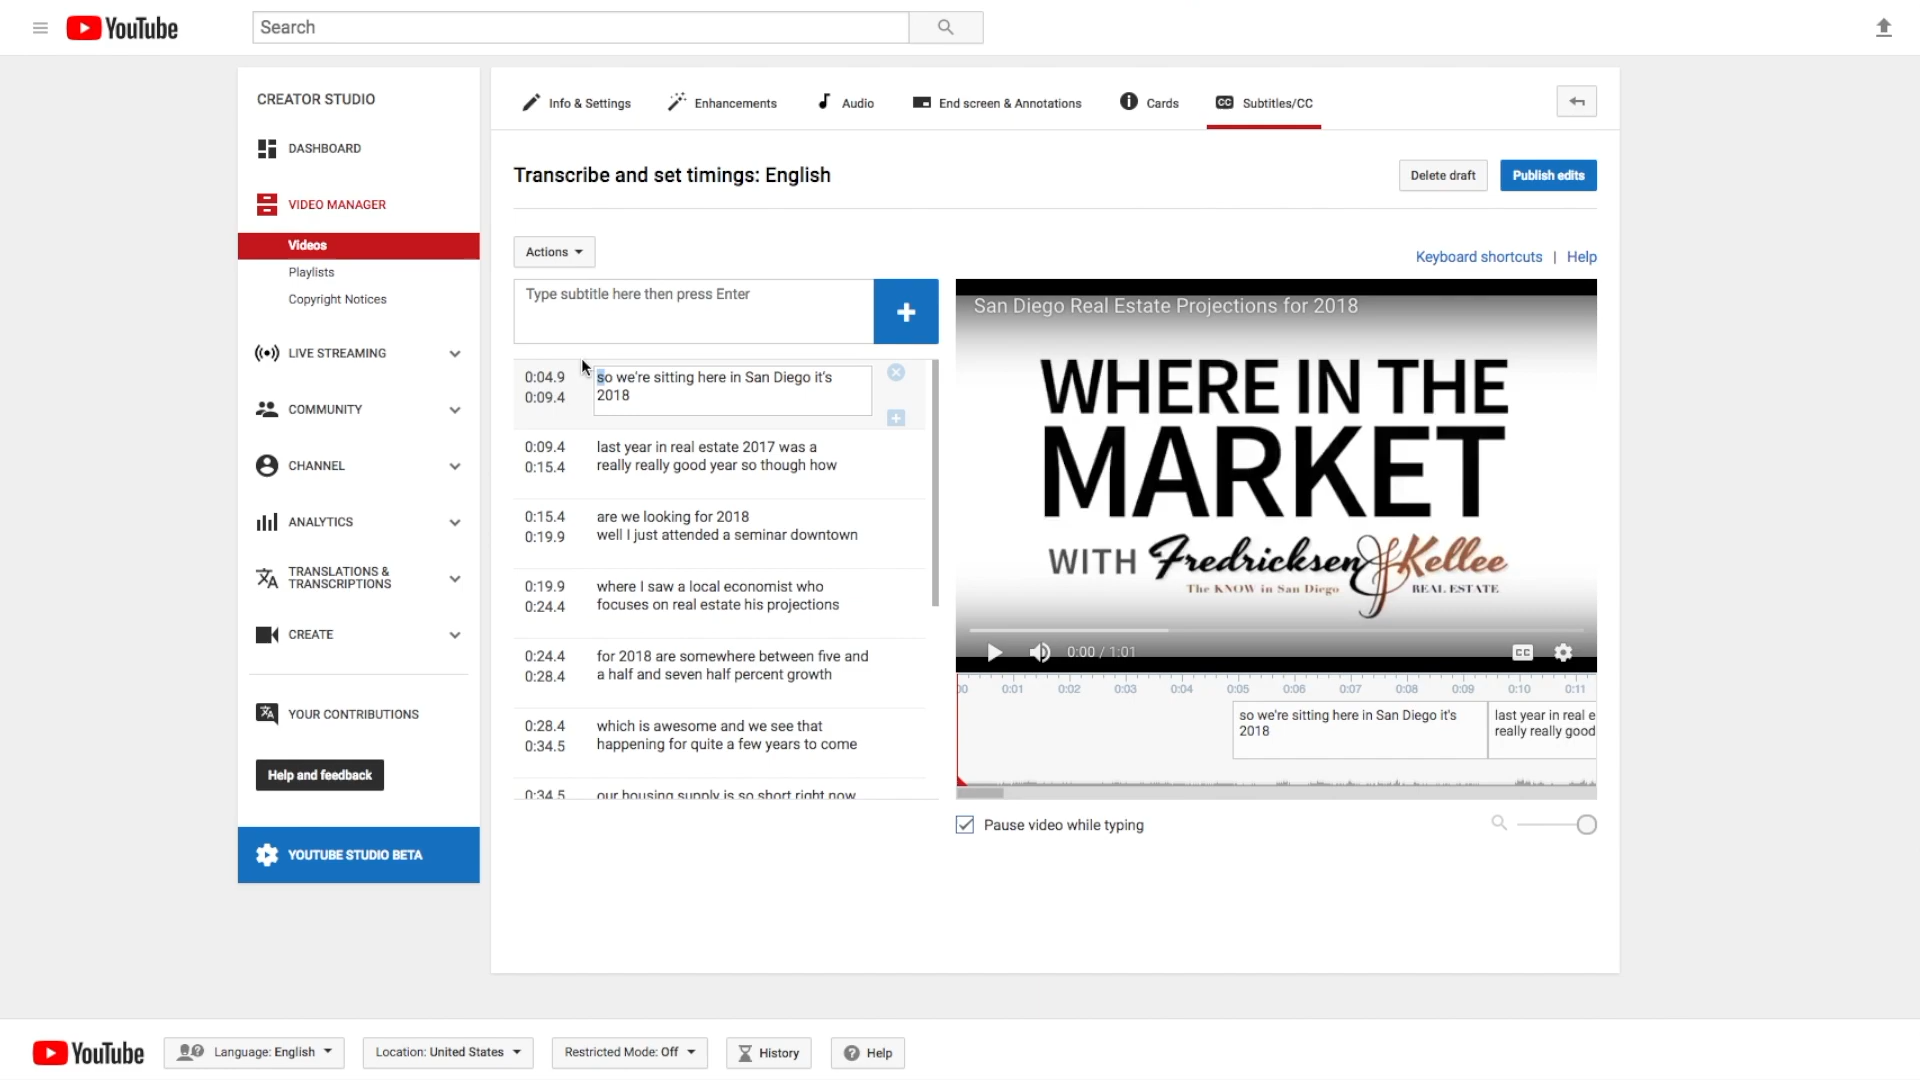 YouTube
Search
CREATOR STUDIO
DASHBOARD
VIDEO MANAGER
Videos
Playlists
Copyright Notices
LIVE STREAMING
COMMUNITY
CHANNEL
ANALYTICS
TRANSLATIONS &
TRANSCRIPTIONS
CREATE
YOUR CONTRIBUTIONS
Help and feedback
YOUTUBE STUDIO BETA
Info & Settings
Enhancements
Audio
End screen & Annotations
Cards
CC Subtitles/CC
Transcribe and set timings: English
Delete draft
Publish edits
Actions
Keyboard shortcuts | Help
Type subtitle here then press Enter
0:04.9 so we're sitting here in San Diego it's
0:09.4 2018
0:09.4 last year in real estate 2017 was a
0:15.4 really really good year so though how
0:15.4 are we looking for 2018
0:19.9 well I just attended a seminar downtown
0:19.9 where I saw a local economist who
0:24.4 focuses on real estate his projections
0:24.4 for 2018 are somewhere between five and
0:28.4 a half and seven half percent growth
0:28.4 which is awesome and we see that
0:34.5 happening for quite a few years to come
0:34.5 our housing supply is so short right now
San Diego Real Estate Projections for 2018
WHERE IN THE
MARKET
WITH Fredricksen Kellee
The KNOW in San Diego REAL ESTATE
0:00 / 1:01
CC
00 0:01 0:02 0:03 0:04 0:05 0:06 0:07 0:08 0:09 0:10 0:11
so we're sitting here in San Diego it's
2018
last year in real e
really really good
Pause video while typing
YouTube
Language: English
Location: United States
Restricted Mode: Off
History
Help